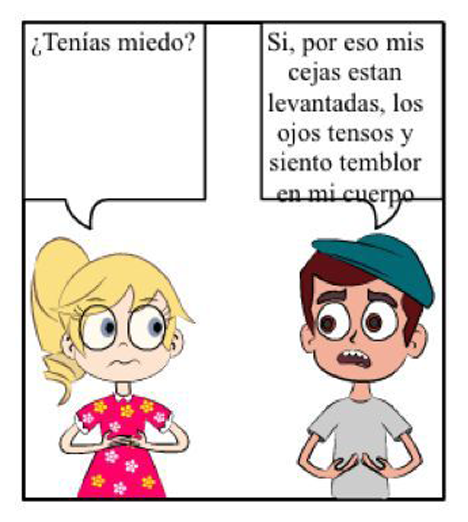 ¿Tenías miedo?
Si, por eso mis
cejas estan
levantadas, los
ojos tensos y
siento temblor
en mi cuerpo